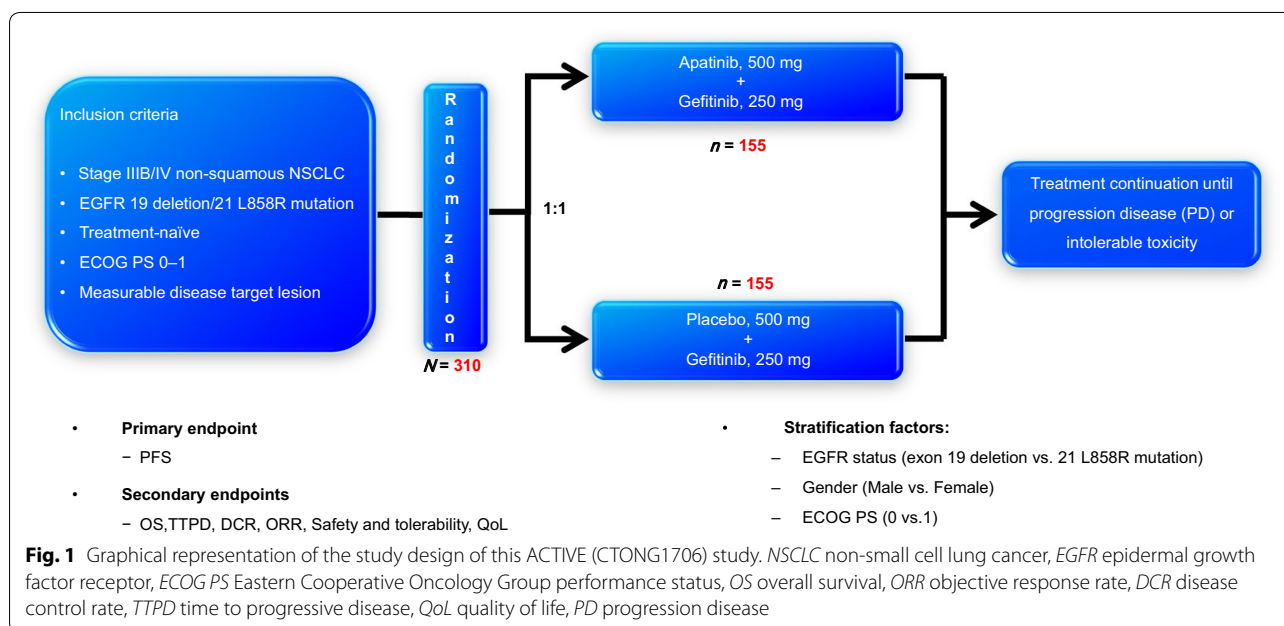 Inclusion criteria
• Stage IIIB/IV non-squamous NSCLC
• EGFR 19 deletion/21 L858R mutation
• Treatment-naïve
• ECOG PS 0–1
• Measurable disease target lesion
Randomization
N = 310
1:1
Apatinib, 500 mg
+
Gefitinib, 250 mg
n = 155
n = 155
Placebo, 500 mg
+
Gefitinib, 250 mg
Treatment continuation until
progression disease (PD) or
intolerable toxicity
• Primary endpoint
− PFS
• Secondary endpoints
− OS,TTPD, DCR, ORR, Safety and tolerability, QoL
• Stratification factors:
– EGFR status (exon 19 deletion vs. 21 L858R mutation)
– Gender (Male vs. Female)
– ECOG PS (0 vs.1)
Fig. 1 Graphical representation of the study design of this ACTIVE (CTONG1706) study. NSCLC non-small cell lung cancer, EGFR epidermal growth
factor receptor, ECOG PS Eastern Cooperative Oncology Group performance status, OS overall survival, ORR objective response rate, DCR disease
control rate, TTPD time to progressive disease, QoL quality of life, PD progression disease